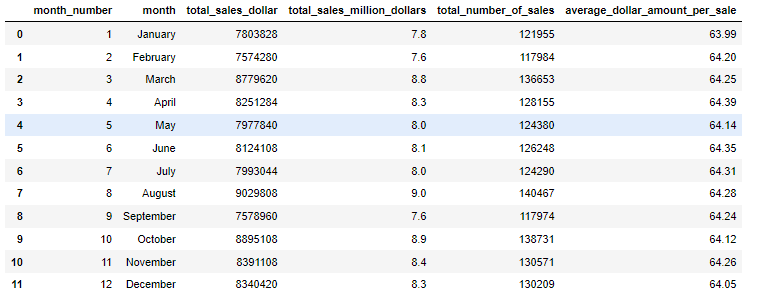 month_number month total_sales_dollar total_sales_million_dollars total_number_of_sales average_dollar_amount_per_sale
0 1 January 7803828 7.8 121955 63.99
1 2 February 7574280 7.6 117984 64.20
2 3 March 8779620 8.8 136653 64.25
3 4 April 8251284 8.3 128155 64.39
4 5 May 7977840 8.0 124380 64.14
5 6 June 8124108 8.1 126248 64.35
6 7 July 7993044 8.0 124290 64.31
7 8 August 9029808 9.0 140467 64.28
8 9 September 7578960 7.6 117974 64.24
9 10 October 8895108 8.9 138731 64.12
10 11 November 8391108 8.4 130571 64.26
11 12 December 8340420 8.3 130209 64.05